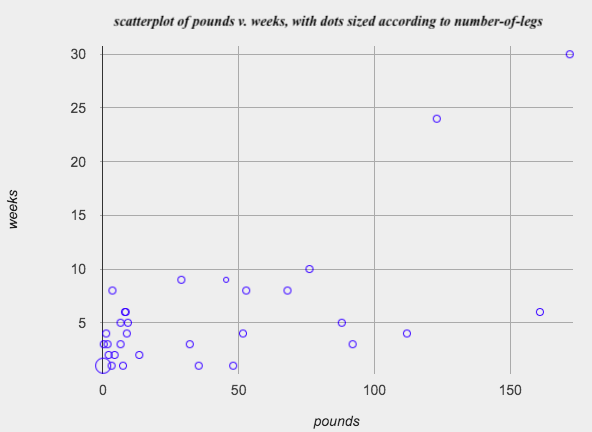 scatterplot of pounds v. weeks, with dots sized according to number-of-legs
30
25
20
15
10
5
weeks
0 50 100 150
pounds